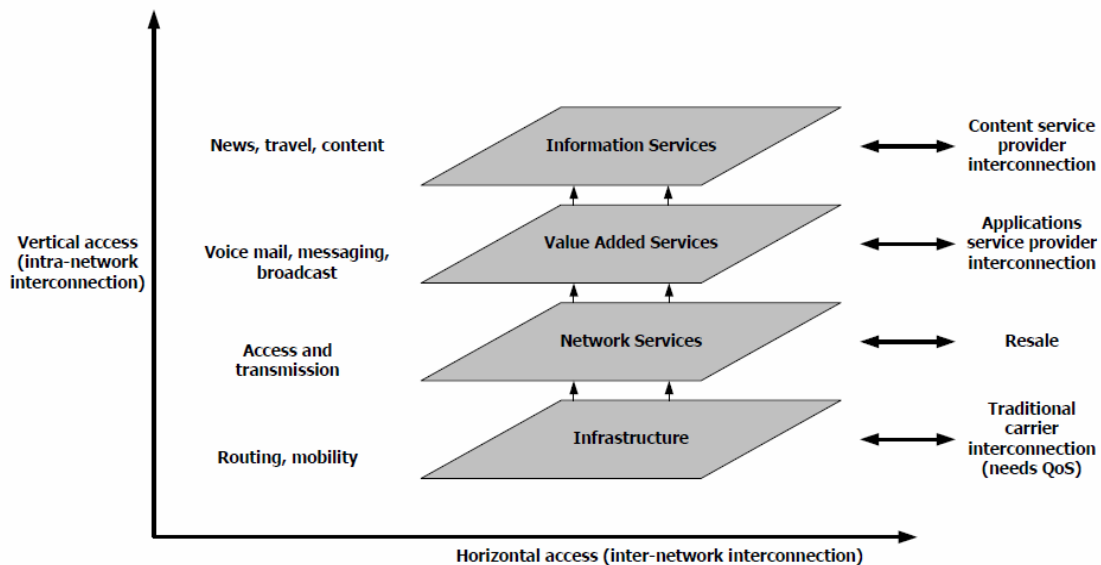 News, travel, content
Information Services
Content service
provider
interconnection
Vertical access
(intra-network
interconnection)
Voice mail, messaging,
broadcast
Value Added Services
Applications
service provider
interconnection
Access and
transmission
Network Services
Resale
Routing, mobility
Infrastructure
Traditional
carrier
interconnection
(needs QoS)
Horizontal access (inter-network interconnection)